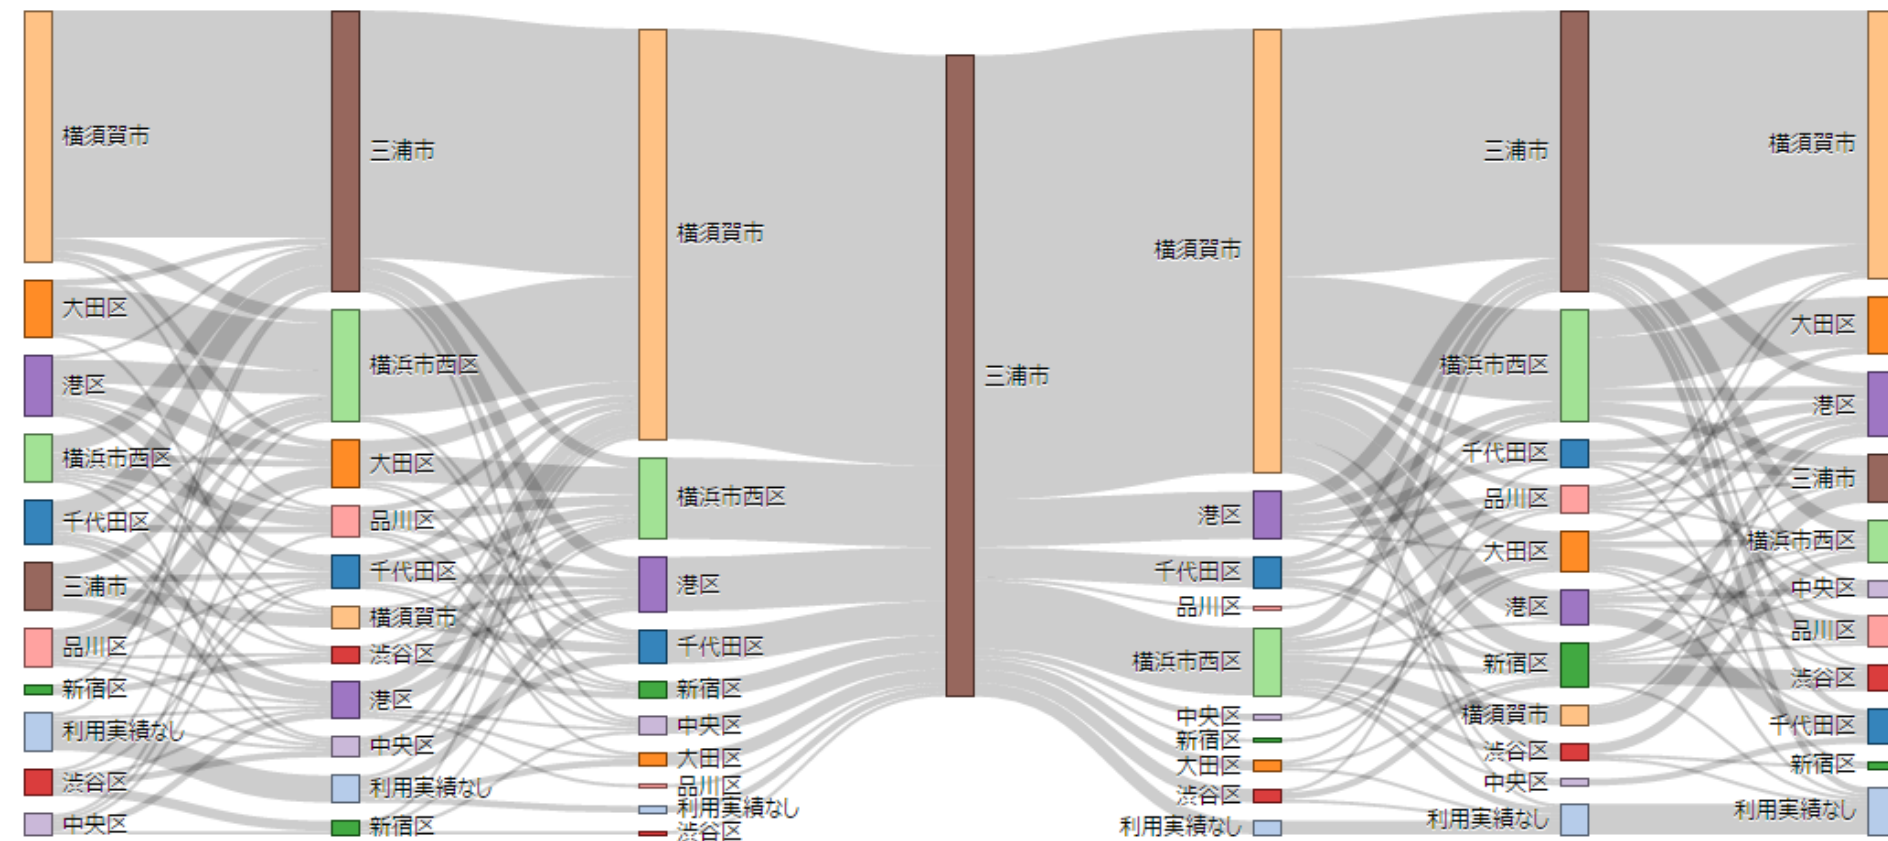 横須賀市
大田区
港区
横浜市西区
千代田区
三浦市
品川区
新宿区
利用実績なし
渋谷区
中央区
三浦市
横浜市西区
大田区
品川区
千代田区
横須賀市
渋谷区
港区
中央区
利用実績なし
新宿区
横須賀市
横浜市西区
港区
千代田区
新宿区
中央区
大田区
品川区
利用実績なし
渋谷区
三浦市
横須賀市
港区
千代田区
品川区
横浜市西区
中央区
新宿区
大田区
渋谷区
利用実績なし
三浦市
横浜市西区
千代田区
品川区
大田区
港区
新宿区
横須賀市
渋谷区
中央区
利用実績なし
横須賀市
大田区
港区
三浦市
横浜市西区
中央区
品川区
渋谷区
千代田区
新宿区
利用実績なし